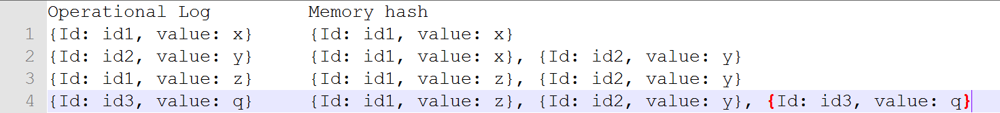 Operational Log Memory hash
1 {Id: id1, value: x} {Id: id1, value: x}
2 {Id: id2, value: y} {Id: id1, value: x}, {Id: id2, value: y}
3 {Id: id1, value: z} {Id: id1, value: z}, {Id: id2, value: y}
4 {Id: id3, value: q} {Id: id1, value: z}, {Id: id2, value: y}, {Id: id3, value: q}